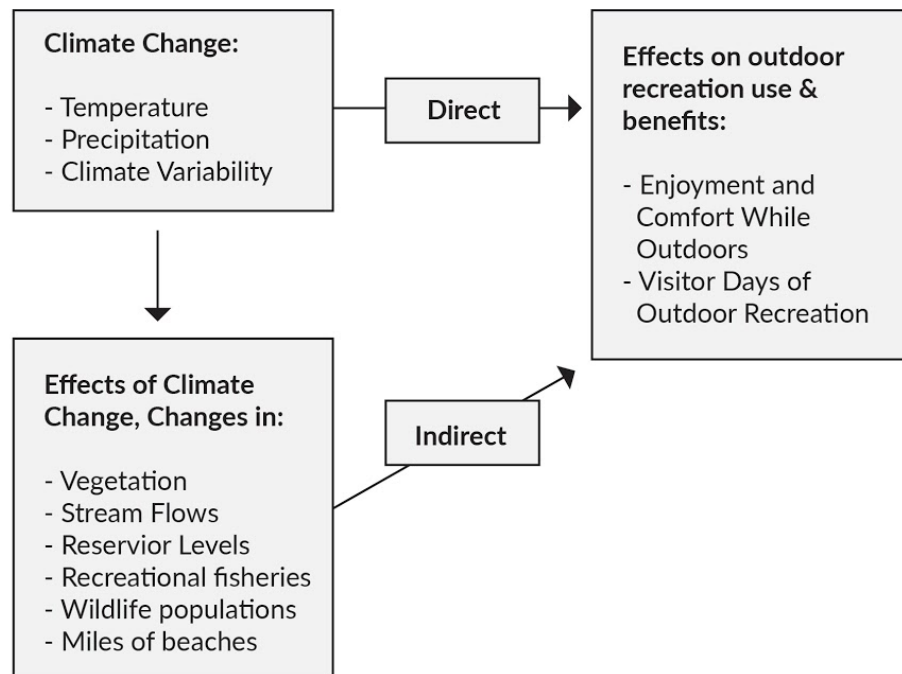 Climate Change:
- Temperature
- Precipitation
- Climate Variability
Direct
Effects on outdoor
recreation use &
benefits:
- Enjoyment and
Comfort While
Outdoors
- Visitor Days of
Outdoor Recreation
Effects of Climate
Change, Changes in:
- Vegetation
- Stream Flows
- Reservior Levels
- Recreational fisheries
- Wildlife populations
- Miles of beaches
Indirect